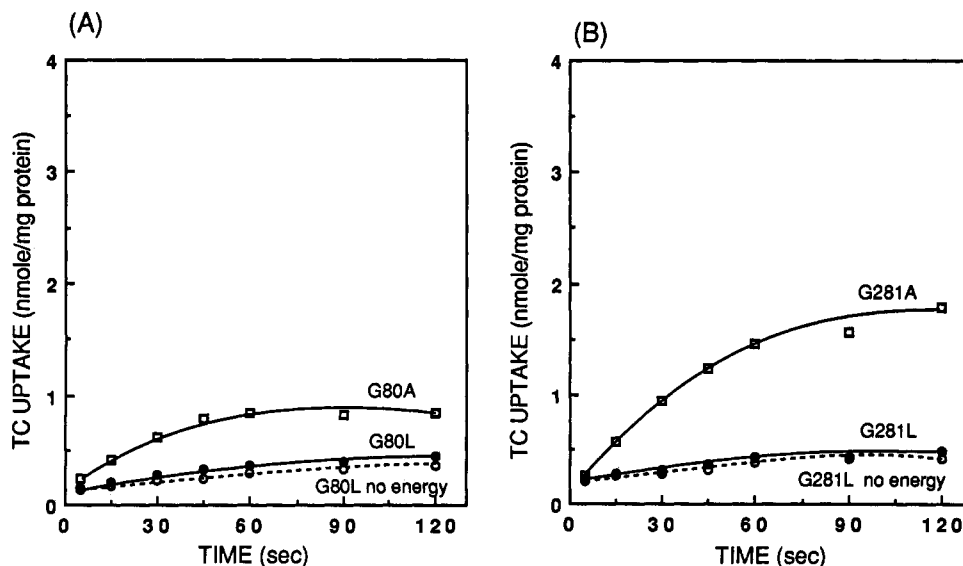 (A)
4
3
2
1
0
TC UPTAKE (nmole/mg protein)
G80A
G80L
G80L no energy
0 30 60 90 120
TIME (sec)
(B)
4
3
2
1
0
TC UPTAKE (nmole/mg protein)
G281A
G281L
G281L no energy
0 30 60 90 120
TIME (sec)